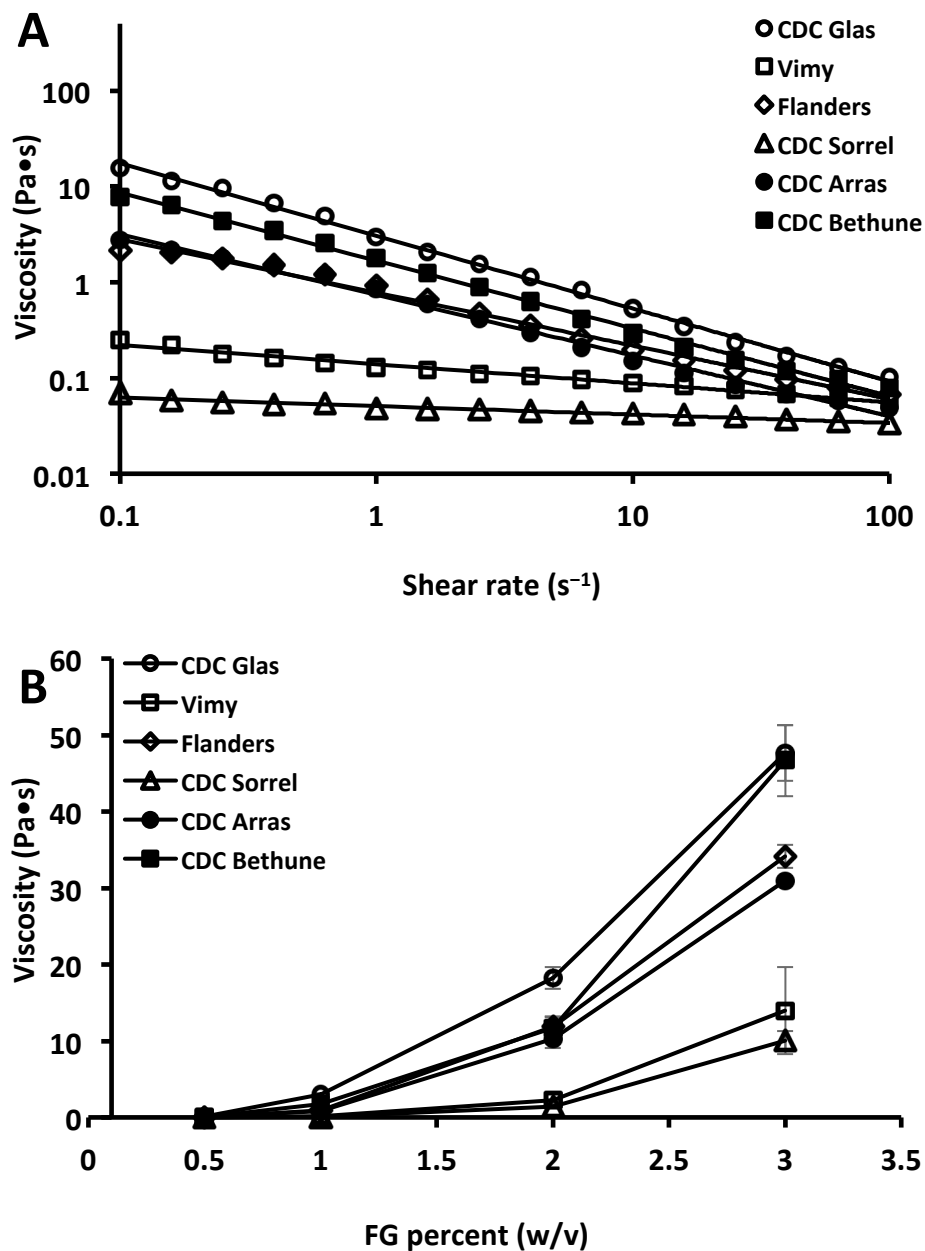 A
CDC Glas
Vimy
Flanders
CDC Sorrel
CDC Arras
CDC Bethune
Viscosity (Pa•s)
100
10
1
0.1
0.01
0.1
1
10
100
Shear rate (s⁻¹)
B
CDC Glas
Vimy
Flanders
CDC Sorrel
CDC Arras
CDC Bethune
Viscosity (Pa•s)
60
50
40
30
20
10
0
0
0.5
1
1.5
2
2.5
3
3.5
FG percent (w/v)